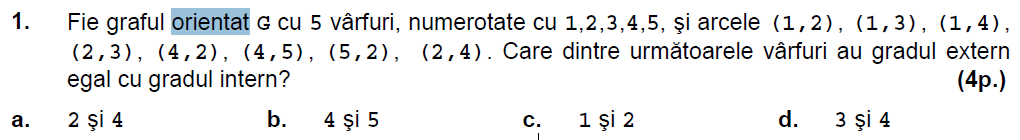 1. Fie graful orientat G cu 5 vârfuri, numerotate cu 1,2,3,4,5, şi arcele (1,2), (1,3), (1,4),
(2,3), (4,2), (4,5), (5,2), (2,4). Care dintre următoarele vârfuri au gradul extern
egal cu gradul intern? (4p.)
a. 2 şi 4 b. 4 şi 5 c. 1 şi 2 d. 3 şi 4